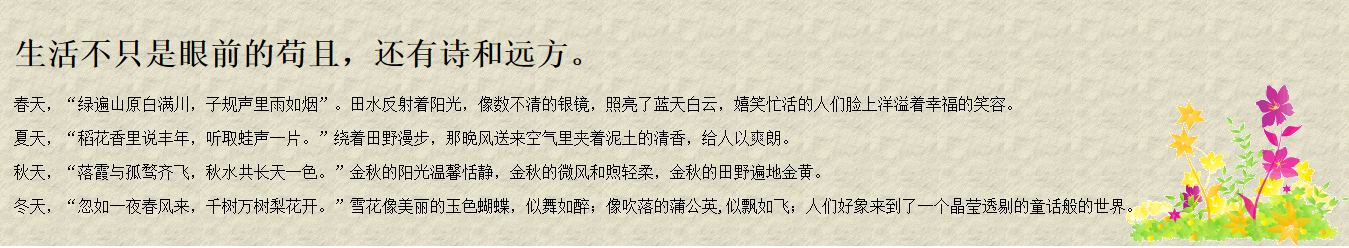 生活不只是眼前的苟且，还有诗和远方。
春天，“绿遍山原白满川，子规声里雨如烟”。田水反射着阳光，像数不清的银镜，照亮了蓝天白云，嬉笑忙活的人们脸上洋溢着幸福的笑容。
夏天，“稻花香里说丰年，听取蛙声一片。”绕着田野漫步，那晚风送来空气里夹着泥土的清香，给人以爽朗。
秋天，“落霞与孤骛齐飞，秋水共长天一色。”金秋的阳光温馨恬静，金秋的微风和煦轻柔，金秋的田野遍地金黄。
冬天，“忽如一夜春风来，千树万树梨花开。”雪花像美丽的玉色蝴蝶，似舞如醉；像吹落的蒲公英,似飘如飞；人们好象来到了一个晶莹透剔的童话般的世界。